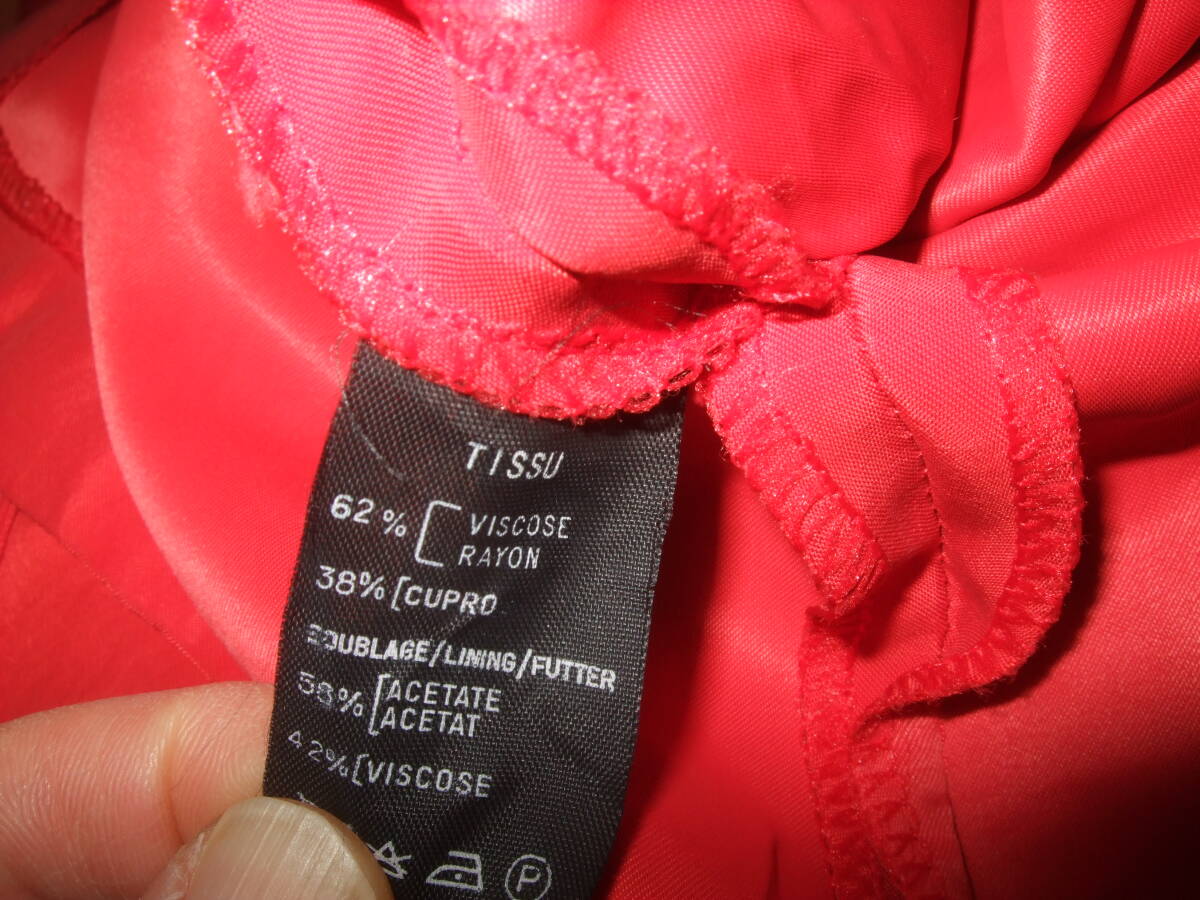 TISSU
62% [VISCOSE
RAYON
38% [CUPRO
DOUBLAGE/LINING/FUTTER
58% [ACETATE
[ACETAT
42% [VISCOSE
P